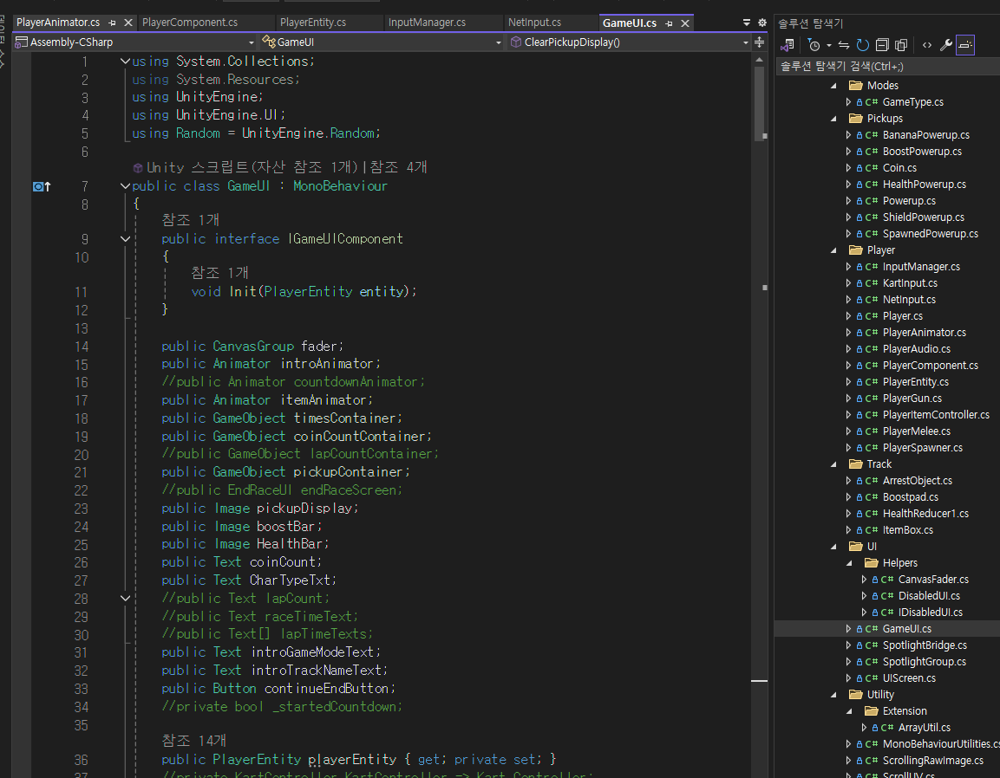 PlayerAnimator.cs
PlayerComponent.cs
PlayerEntity.cs
InputManager.cs
NetInput.cs
GameUI.cs
Assembly-CSharp
GameUI
ClearPickupDisplay()
1 using System.Collections;
2 using System.Resources;
3 using UnityEngine;
4 using UnityEngine.UI;
5 using Random = UnityEngine.Random;
6
Unity 스크립트(자산 참조 1개)|참조 4개
7 public class GameUI : MonoBehaviour
8 {
참조 1개
9 public interface IGameUIComponent
10 {
참조 1개
11 void Init(PlayerEntity entity);
12 }
13
14 public CanvasGroup fader;
15 public Animator introAnimator;
16 //public Animator countdownAnimator;
17 public Animator itemAnimator;
18 public GameObject timesContainer;
19 public GameObject coinCountContainer;
20 //public GameObject lapCountContainer;
21 public GameObject pickupContainer;
22 //public EndRaceUI endRaceScreen;
23 public Image pickupDisplay;
24 public Image boostBar;
25 public Image HealthBar;
26 public Text coinCount;
27 public Text CharTypeTxt;
28 //public Text lapCount;
29 //public Text raceTimeText;
30 //public Text[] lapTimeTexts;
31 public Text introGameModeText;
32 public Text introTrackNameText;
33 public Button continueEndButton;
34 //private bool _startedCountdown;
35
참조 14개
36 public PlayerEntity playerEntity { get; private set; }
37 //private KartController KartController => Kart.Controller;
솔루션 탐색기
솔루션 탐색기 검색(Ctrl+;)
Modes
C# GameType.cs
Pickups
C# BananaPowerup.cs
C# BoostPowerup.cs
C# Coin.cs
C# HealthPowerup.cs
C# Powerup.cs
C# ShieldPowerup.cs
C# SpawnedPowerup.cs
Player
C# InputManager.cs
C# KartInput.cs
C# NetInput.cs
C# Player.cs
C# PlayerAnimator.cs
C# PlayerAudio.cs
C# PlayerComponent.cs
C# PlayerEntity.cs
C# PlayerGun.cs
C# PlayerItemController.cs
C# PlayerMelee.cs
C# PlayerSpawner.cs
Track
C# ArrestObject.cs
C# Boostpad.cs
C# HealthReducer1.cs
C# ItemBox.cs
UI
Helpers
C# CanvasFader.cs
C# DisabledUI.cs
C# IDisabledUI.cs
C# GameUI.cs
C# SpotlightBridge.cs
C# SpotlightGroup.cs
C# UIScreen.cs
Utility
Extension
C# ArrayUtil.cs
C# MonoBehaviourUtilities.cs
C# ScrollingRawImage.cs
C# ScrollUV.cs